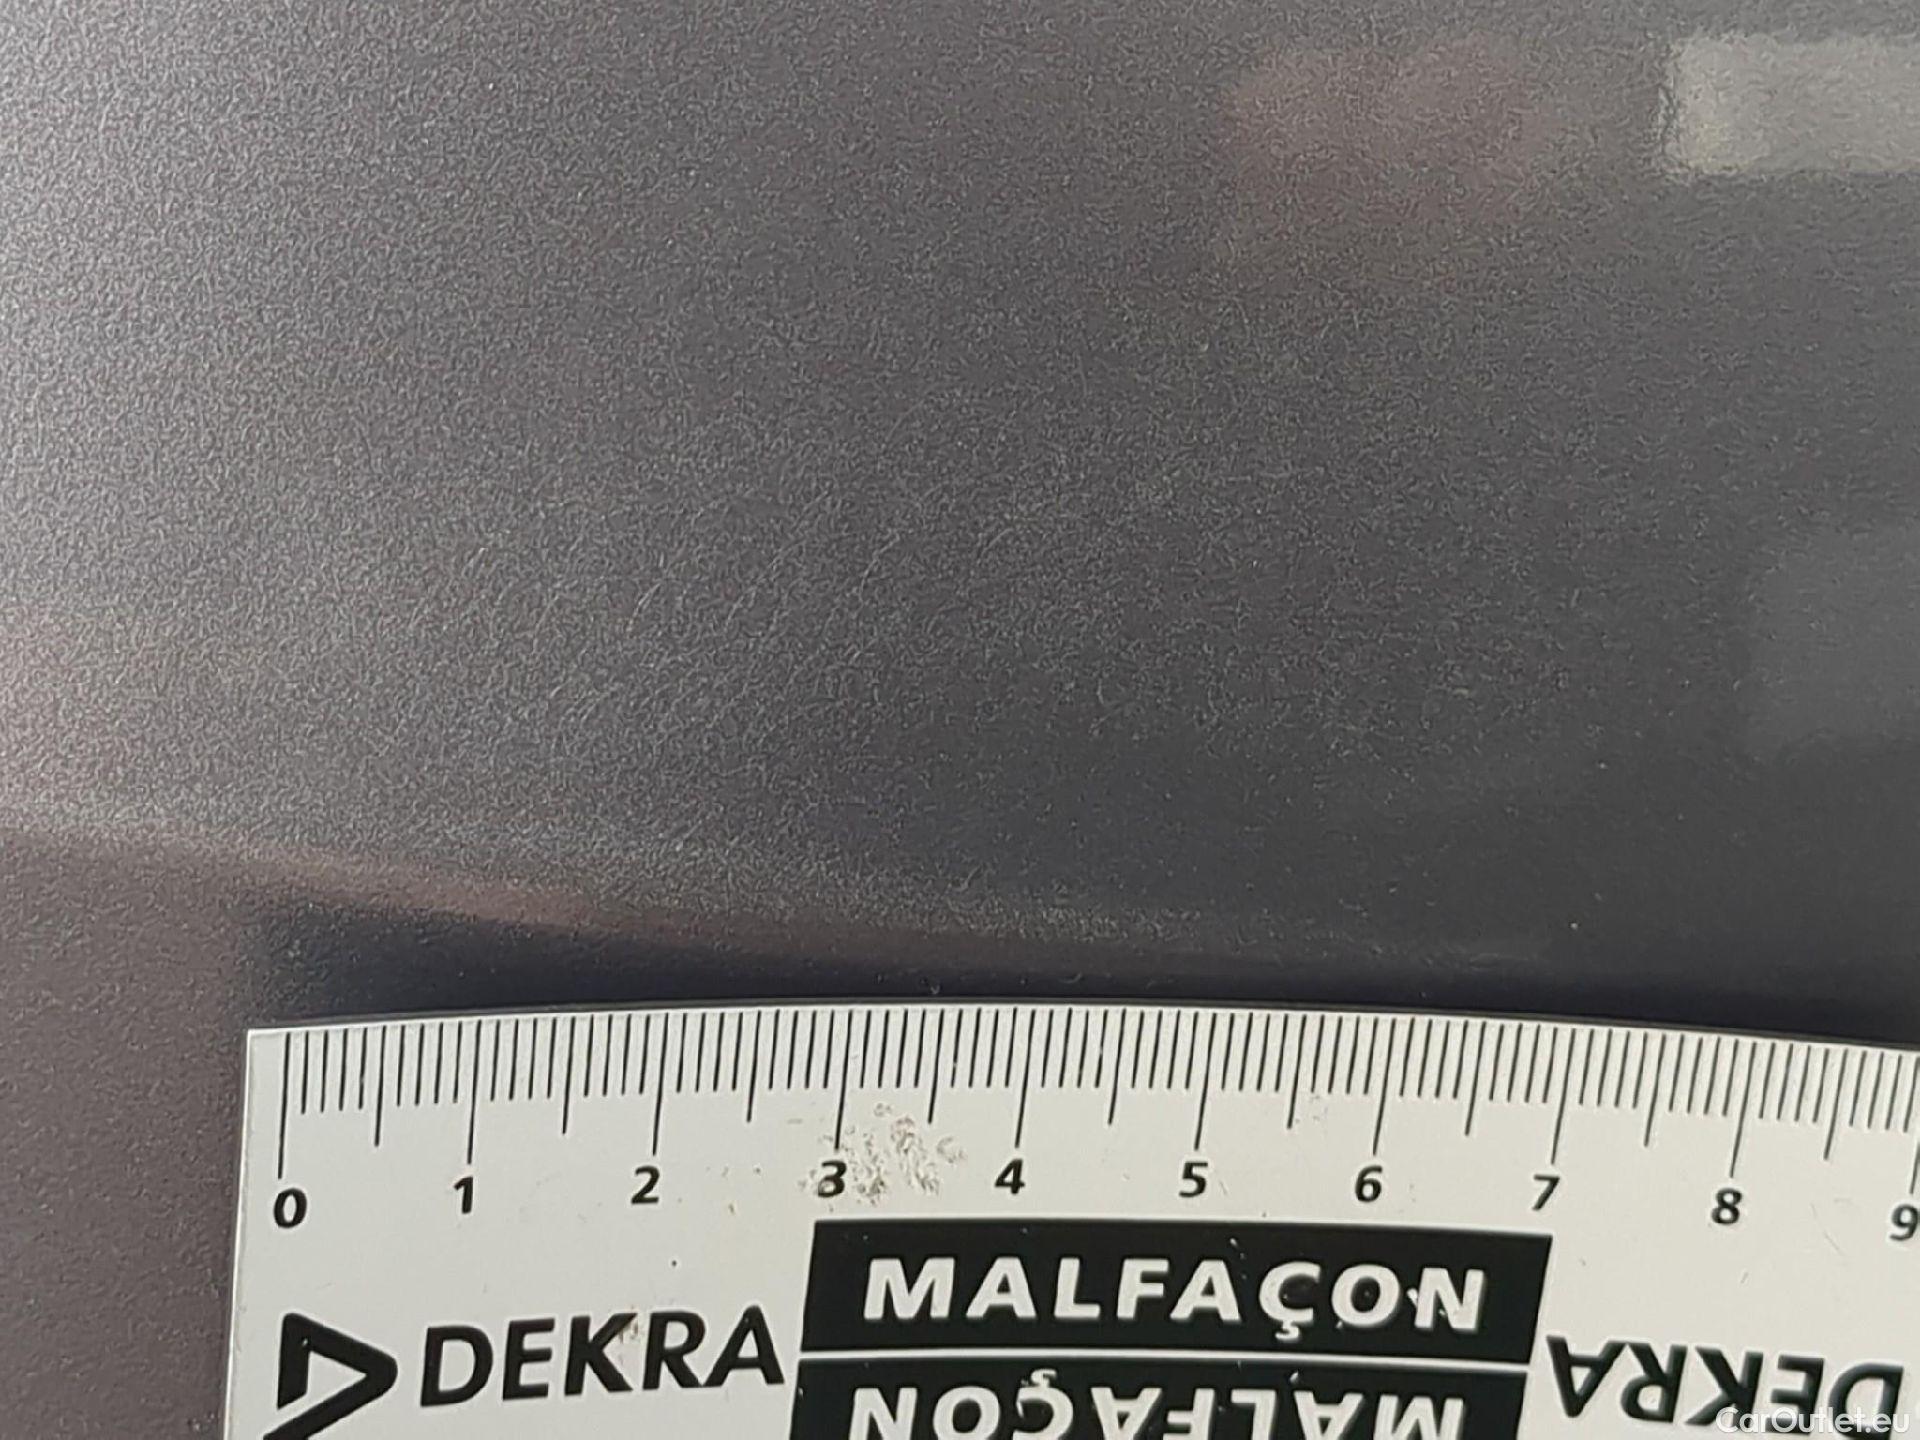 0 1 2 3 4 5 6 7 8 9
MALFAÇON
DEKRA
DEKRA
MALFAÇON
CarOutlet.eu